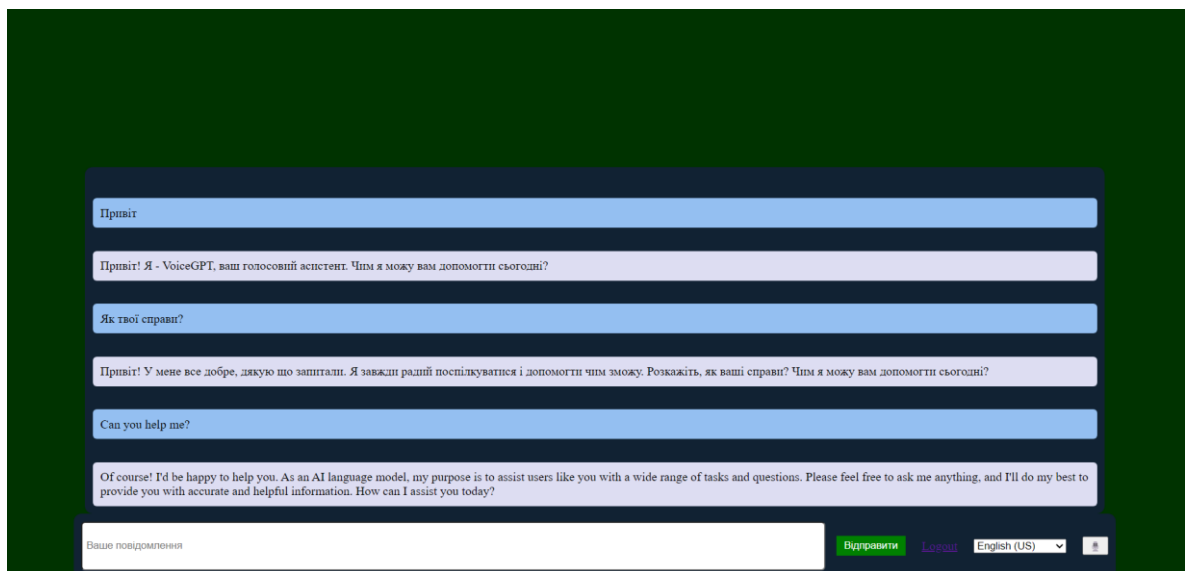 Привіт
Привіт! Я - VoiceGPT, ваш голосовий асистент. Чим я можу вам допомогти сьогодні?
Як твої справи?
Привіт! У мене все добре, дякую що запитали. Я завжди радий поспілкуватися і допомогти чим зможу. Розкажіть, як ваші справи? Чим я можу вам допомогти сьогодні?
Can you help me?
Of course! I'd be happy to help you. As an AI language model, my purpose is to assist users like you with a wide range of tasks and questions. Please feel free to ask me anything, and I'll do my best to
provide you with accurate and helpful information. How can I assist you today?
Ваше повідомлення
Відправити
Logout
English (US)